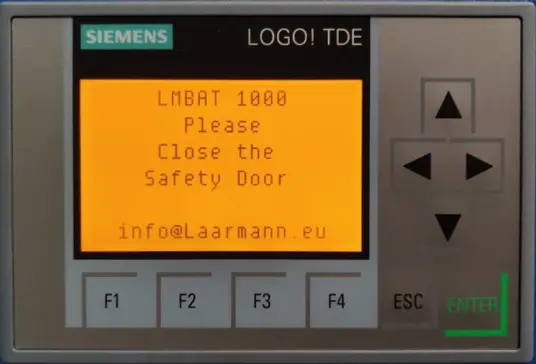 SIEMENS
LOGO! TDE
LMBAT 1000
Please
Close the
Safety Door
info@Laarmann.eu
F1
F2
F3
F4
ESC
ENTER